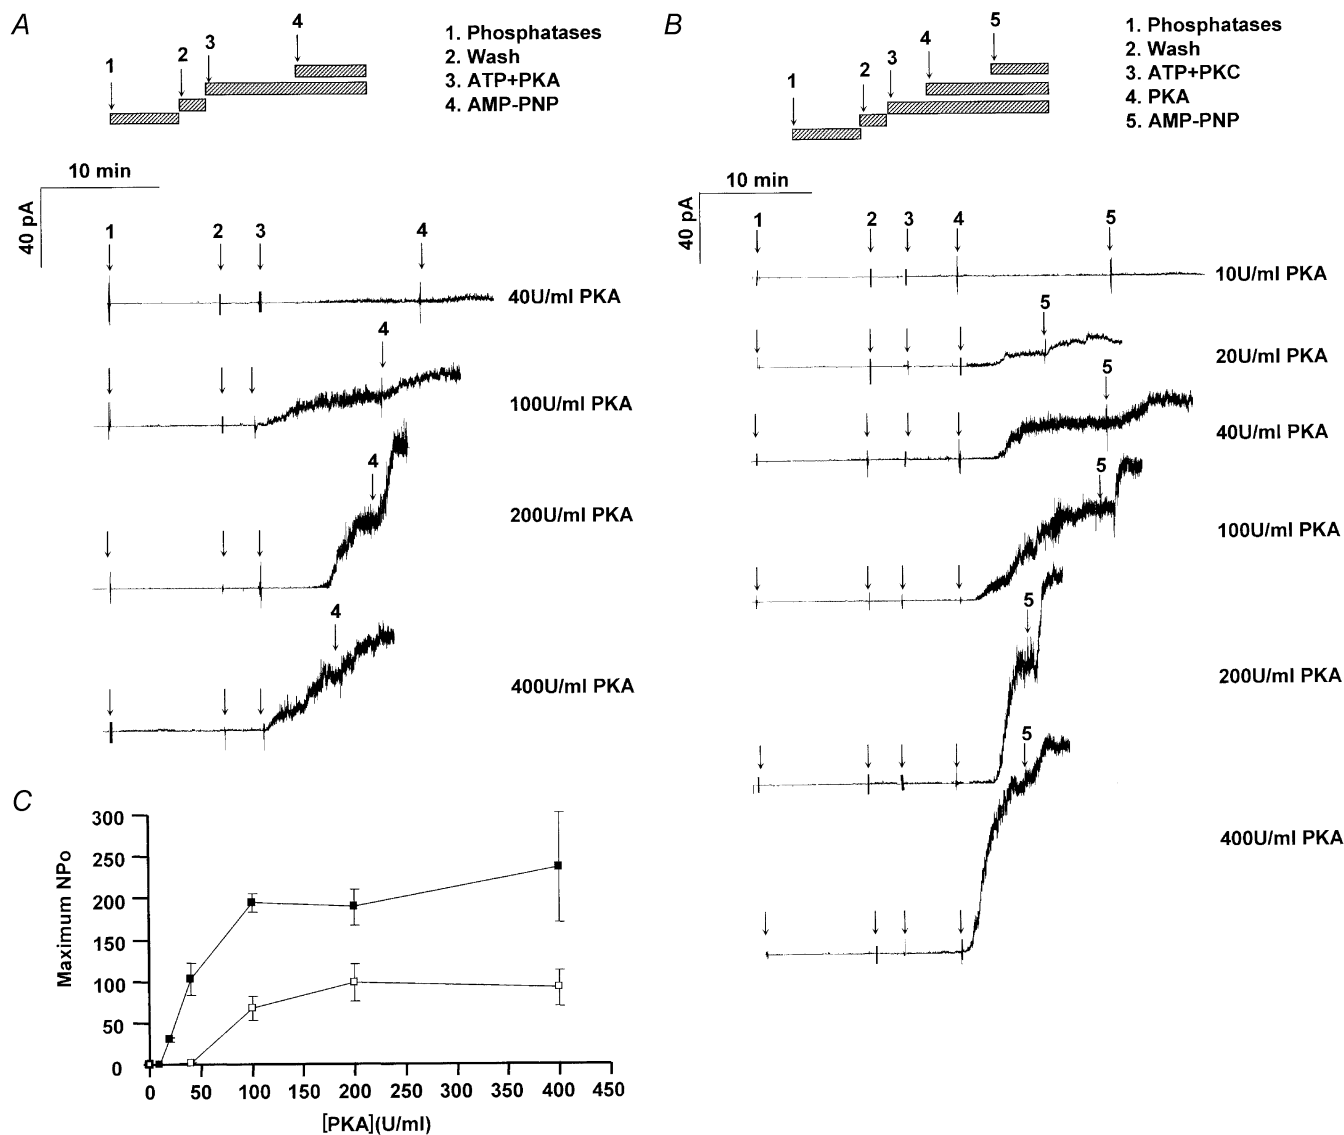 A
1. Phosphatases
2. Wash
3. ATP+PKA
4. AMP-PNP
1
2
3
4
10 min
40 pA
1
2
3
4
40U/ml PKA
4
100U/ml PKA
4
200U/ml PKA
4
400U/ml PKA
B
1. Phosphatases
2. Wash
3. ATP+PKC
4. PKA
5. AMP-PNP
1
2
3
4
5
10 min
40 pA
1
2
3
4
5
10U/ml PKA
5
20U/ml PKA
5
40U/ml PKA
5
100U/ml PKA
5
200U/ml PKA
5
400U/ml PKA
C
Maximum NPo
300
250
200
150
100
50
0
0 50 100 150 200 250 300 350 400 450
[PKA](U/ml)